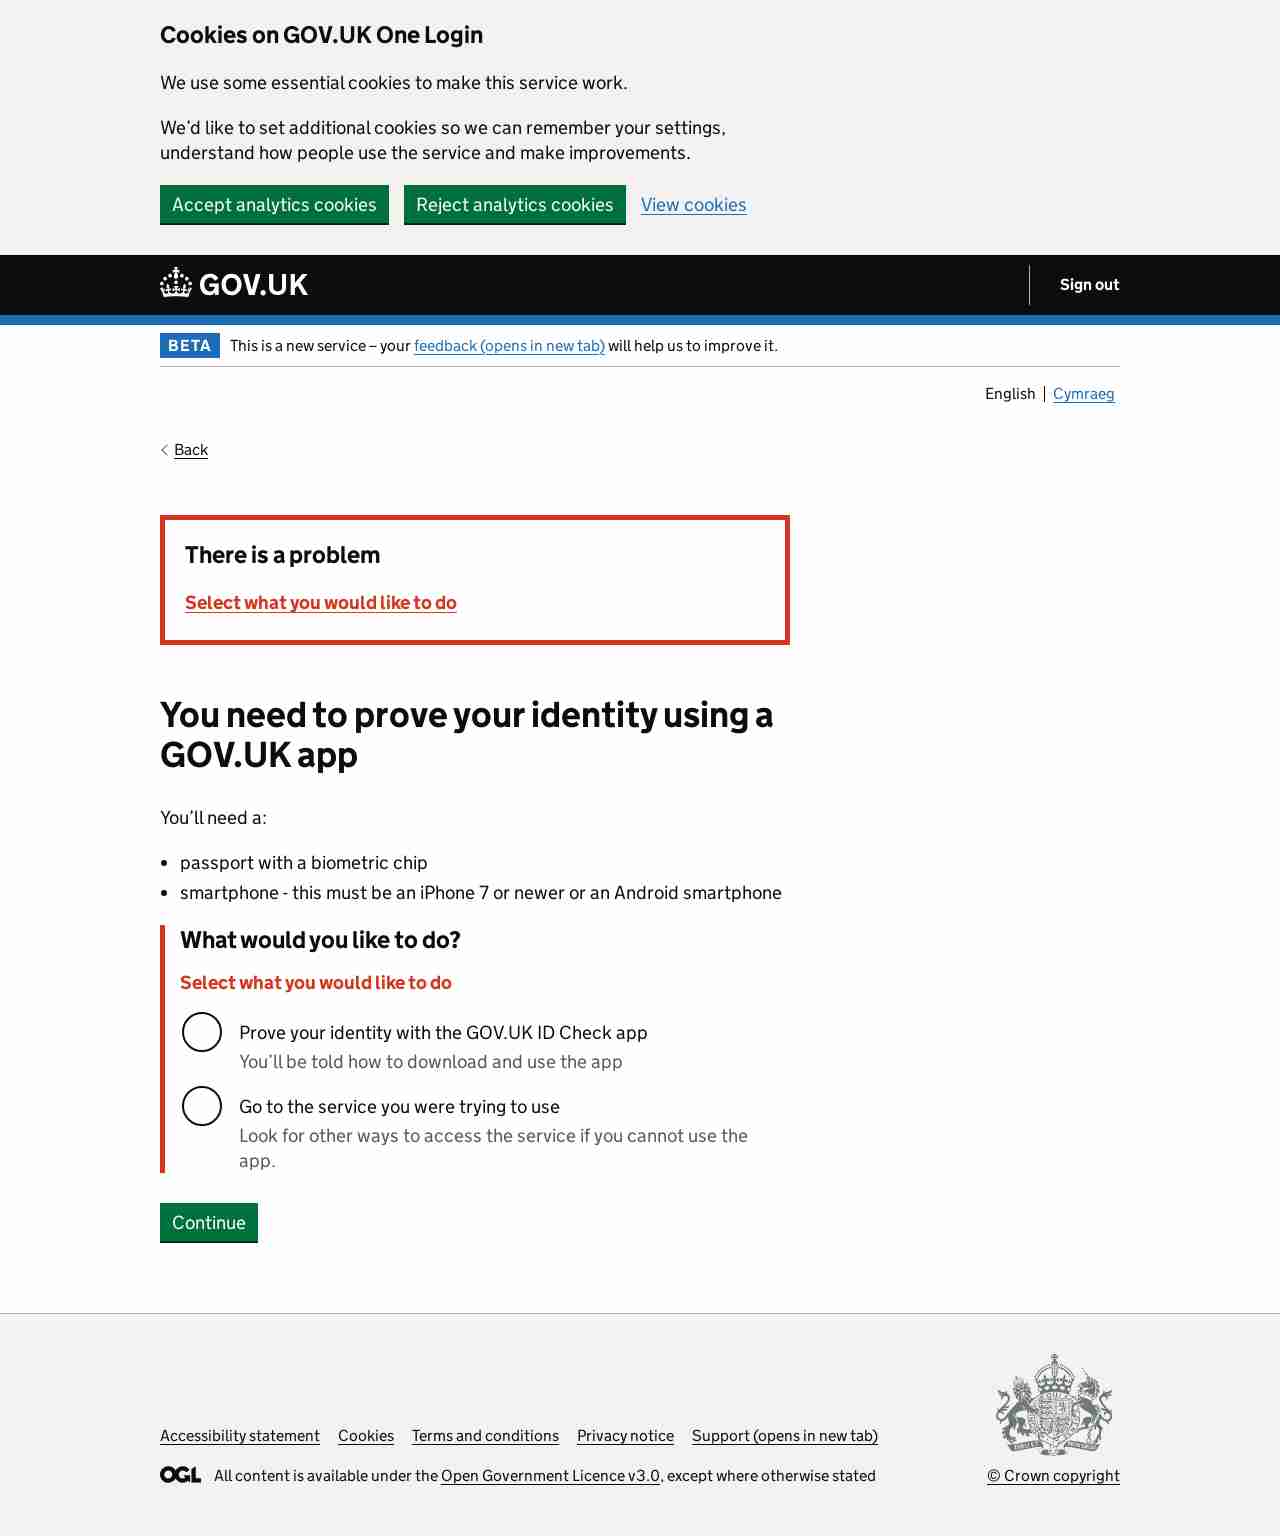 Cookies on GOV.UK One Login
We use some essential cookies to make this service work.
We’d like to set additional cookies so we can remember your settings,
understand how people use the service and make improvements.
Accept analytics cookies Reject analytics cookies View cookies
GOV.UK Sign out
BETA This is a new service – your feedback (opens in new tab) will help us to improve it.
English Cymraeg
Back
There is a problem
Select what you would like to do
You need to prove your identity using a
GOV.UK app
You’ll need a:
• passport with a biometric chip
• smartphone - this must be an iPhone 7 or newer or an Android smartphone
What would you like to do?
Select what you would like to do
Prove your identity with the GOV.UK ID Check app
You’ll be told how to download and use the app
Go to the service you were trying to use
Look for other ways to access the service if you cannot use the
app.
Continue
Accessibility statement Cookies Terms and conditions Privacy notice Support (opens in new tab)
OGL All content is available under the Open Government Licence v3.0, except where otherwise stated
© Crown copyright